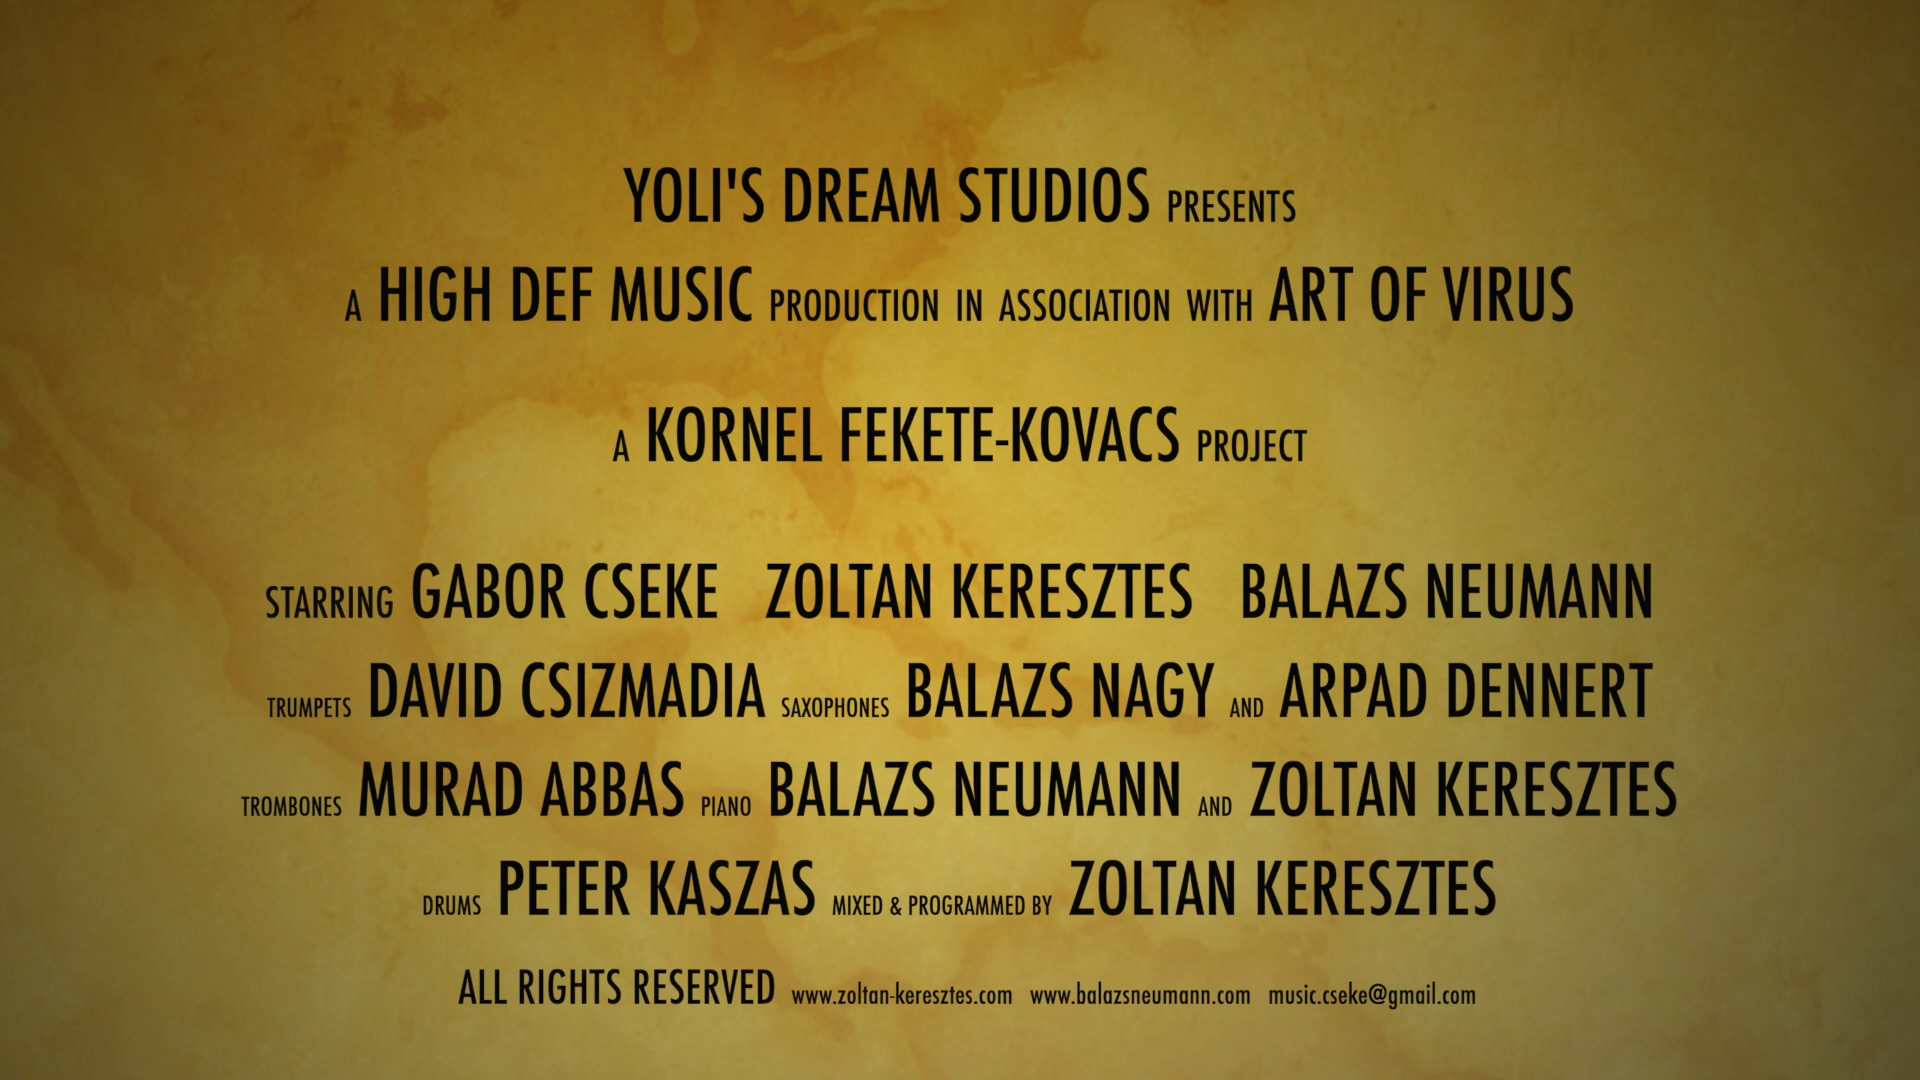 YOLI'S DREAM STUDIOS PRESENTS
A HIGH DEF MUSIC PRODUCTION IN ASSOCIATION WITH ART OF VIRUS
A KORNEL FEKETE-KOVACS PROJECT
STARRING GABOR CSEKE ZOLTAN KERESZTES BALAZS NEUMANN
TRUMPETS DAVID CSIZMADIA SAXOPHONES BALAZS NAGY AND ARPAD DENNERT
TROMBONES MURAD ABBAS PIANO BALAZS NEUMANN AND ZOLTAN KERESZTES
DRUMS PETER KASZAS MIXED & PROGRAMMED BY ZOLTAN KERESZTES
ALL RIGHTS RESERVED www.zoltan-keresztes.com www.balazsneumann.com music.cseke@gmail.com